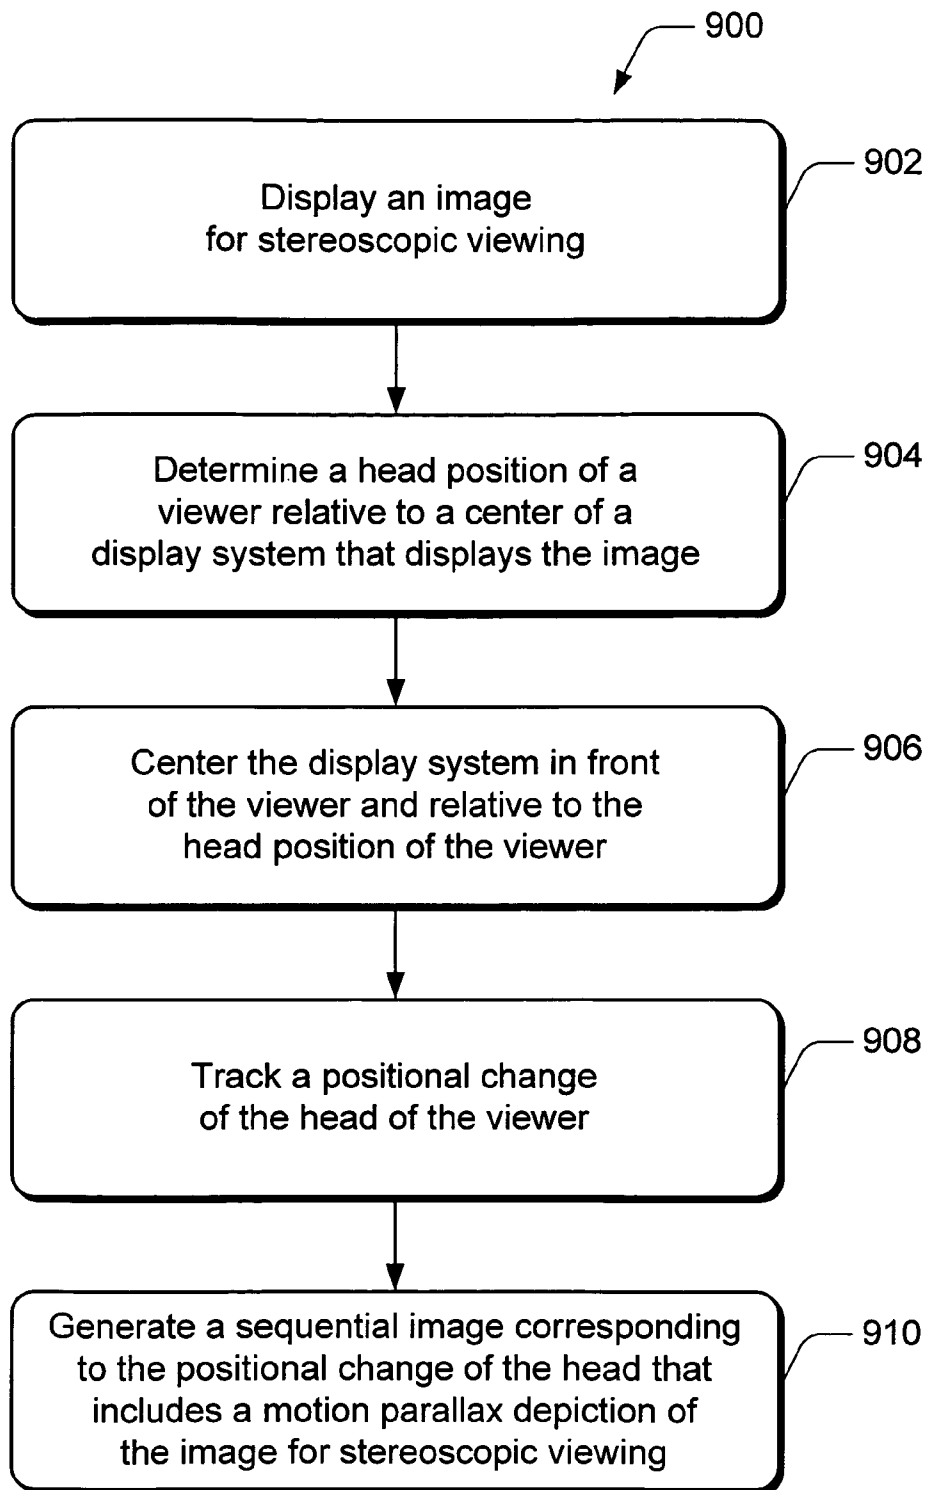 900
902
Display an image
for stereoscopic viewing
904
Determine a head position of a
viewer relative to a center of a
display system that displays the image
906
Center the display system in front
of the viewer and relative to the
head position of the viewer
908
Track a positional change
of the head of the viewer
910
Generate a sequential image corresponding
to the positional change of the head that
includes a motion parallax depiction of
the image for stereoscopic viewing